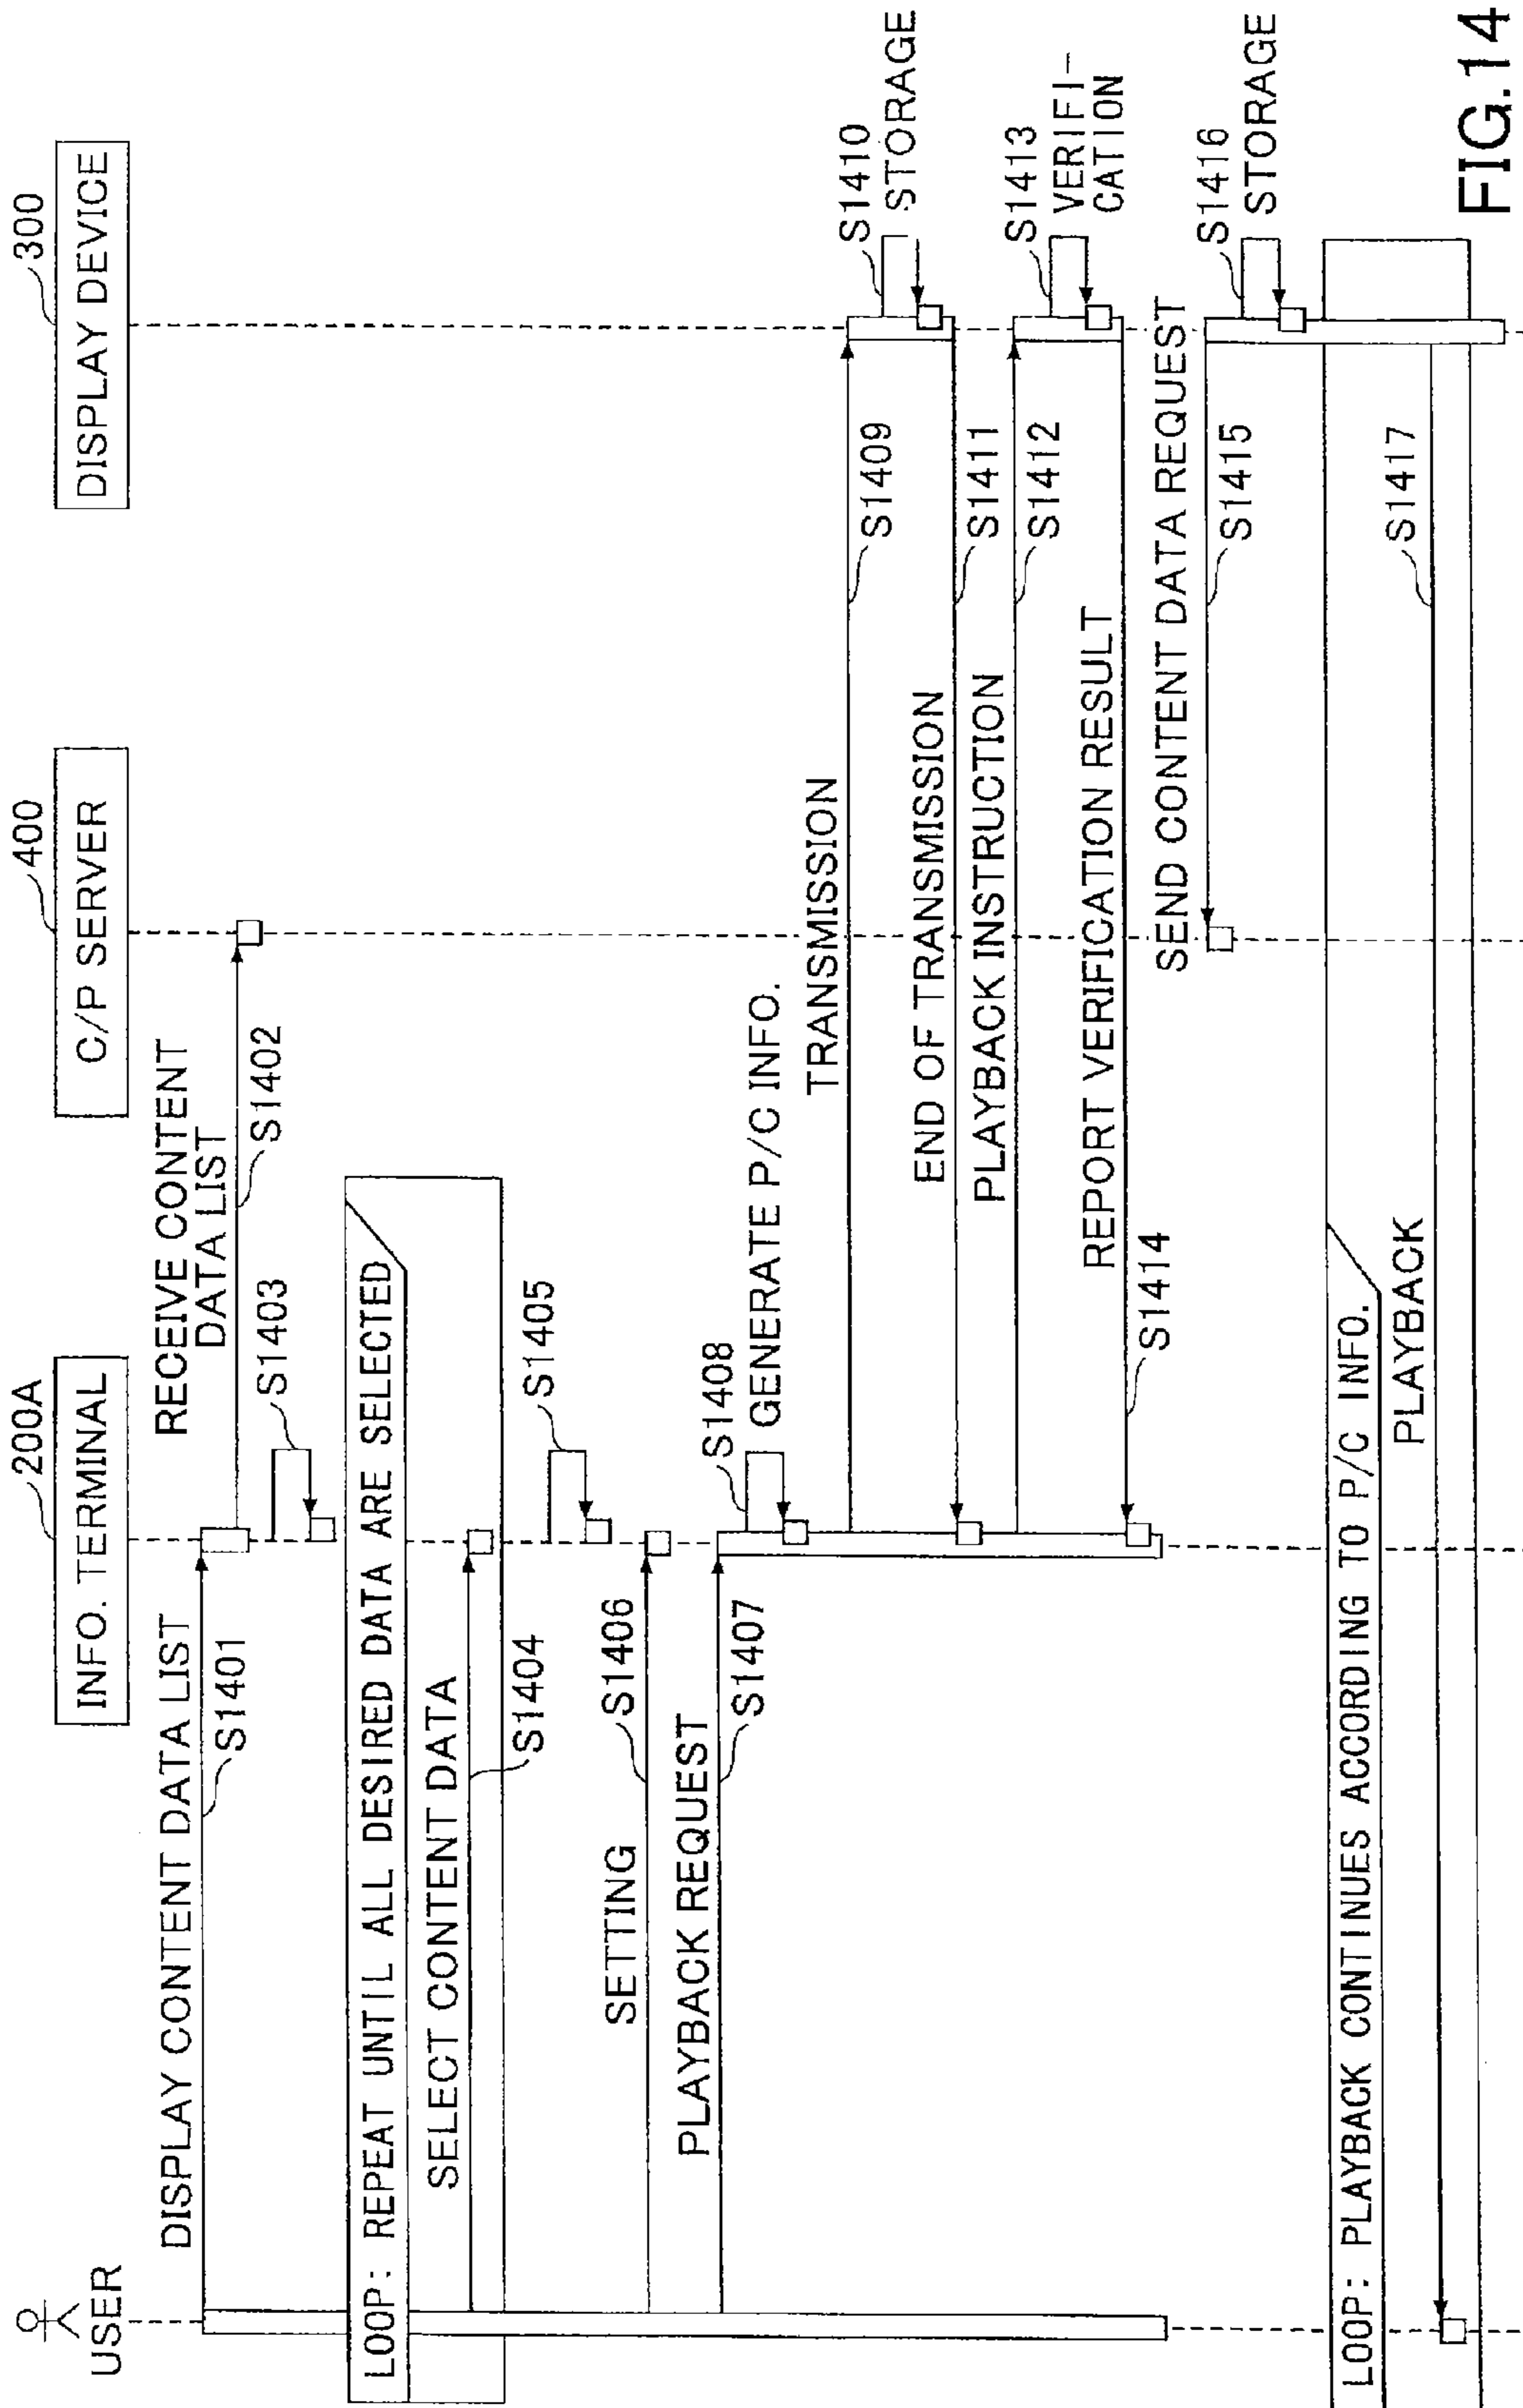 USER
200A
INFO. TERMINAL
400
C/P SERVER
300
DISPLAY DEVICE
DISPLAY CONTENT DATA LIST
S1401
RECEIVE CONTENT
DATA LIST
S1402
S1403
LOOP: REPEAT UNTIL ALL DESIRED DATA ARE SELECTED
SELECT CONTENT DATA
S1404
S1405
SETTING
S1406
PLAYBACK REQUEST
S1407
S1408
GENERATE P/C INFO.
TRANSMISSION
S1409
S1410
STORAGE
END OF TRANSMISSION
S1411
PLAYBACK INSTRUCTION
S1412
S1413
VERIFI-
CATION
REPORT VERIFICATION RESULT
S1414
SEND CONTENT DATA REQUEST
S1415
S1416
STORAGE
LOOP: PLAYBACK CONTINUES ACCORDING TO P/C INFO.
PLAYBACK
S1417
FIG.14